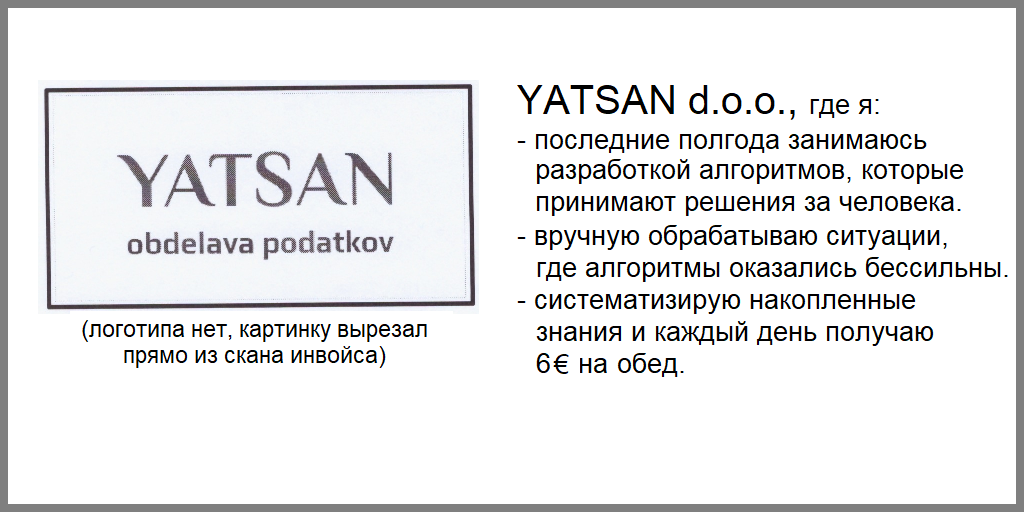 YATSAN
obdelava podatkov
(логотипа нет, картинку вырезал
прямо из скана инвойса)
YATSAN d.o.o., где я:
- последние полгода занимаюсь
разработкой алгоритмов, которые
принимают решения за человека.
- вручную обрабатываю ситуации,
где алгоритмы оказались бессильны.
- систематизирую накопленные
знания и каждый день получаю
6€ на обед.